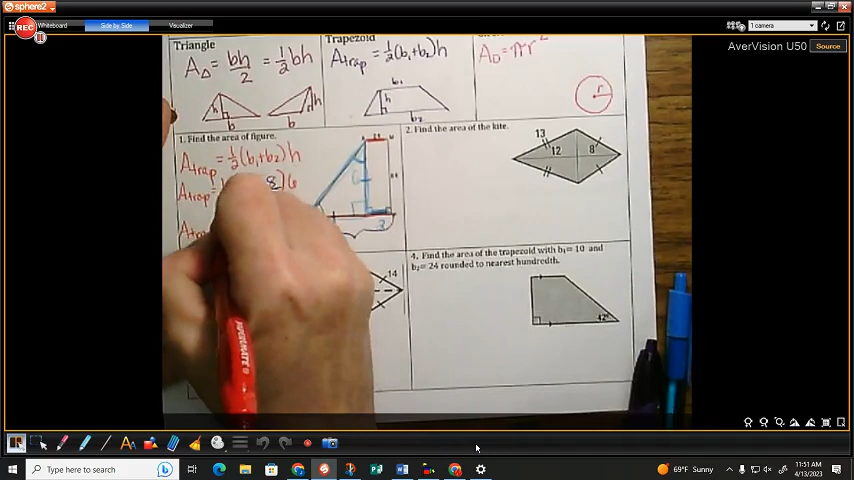 sphere2
REC
Whiteboard
Side by Side
Visualizer
1 camera
AverVision U50
Source
Triangle
A△ = bh/2 = 1/2 bh
h
b
h
b
Trapezoid
Atrap = 1/2 (b₁+b₂)h
b₁
h
b₂
r
1. Find the area of figure.
Atrap = 1/2 (b₁+b₂)h
Atrap =
8)6
2. Find the area of the kite.
13
12
8
14
4. Find the area of the trapezoid with b₁= 10 and
b₂= 24 rounded to nearest hundredth.
42°
PAPERMATE
Type here to search
69°F Sunny
11:51 AM
4/13/2023